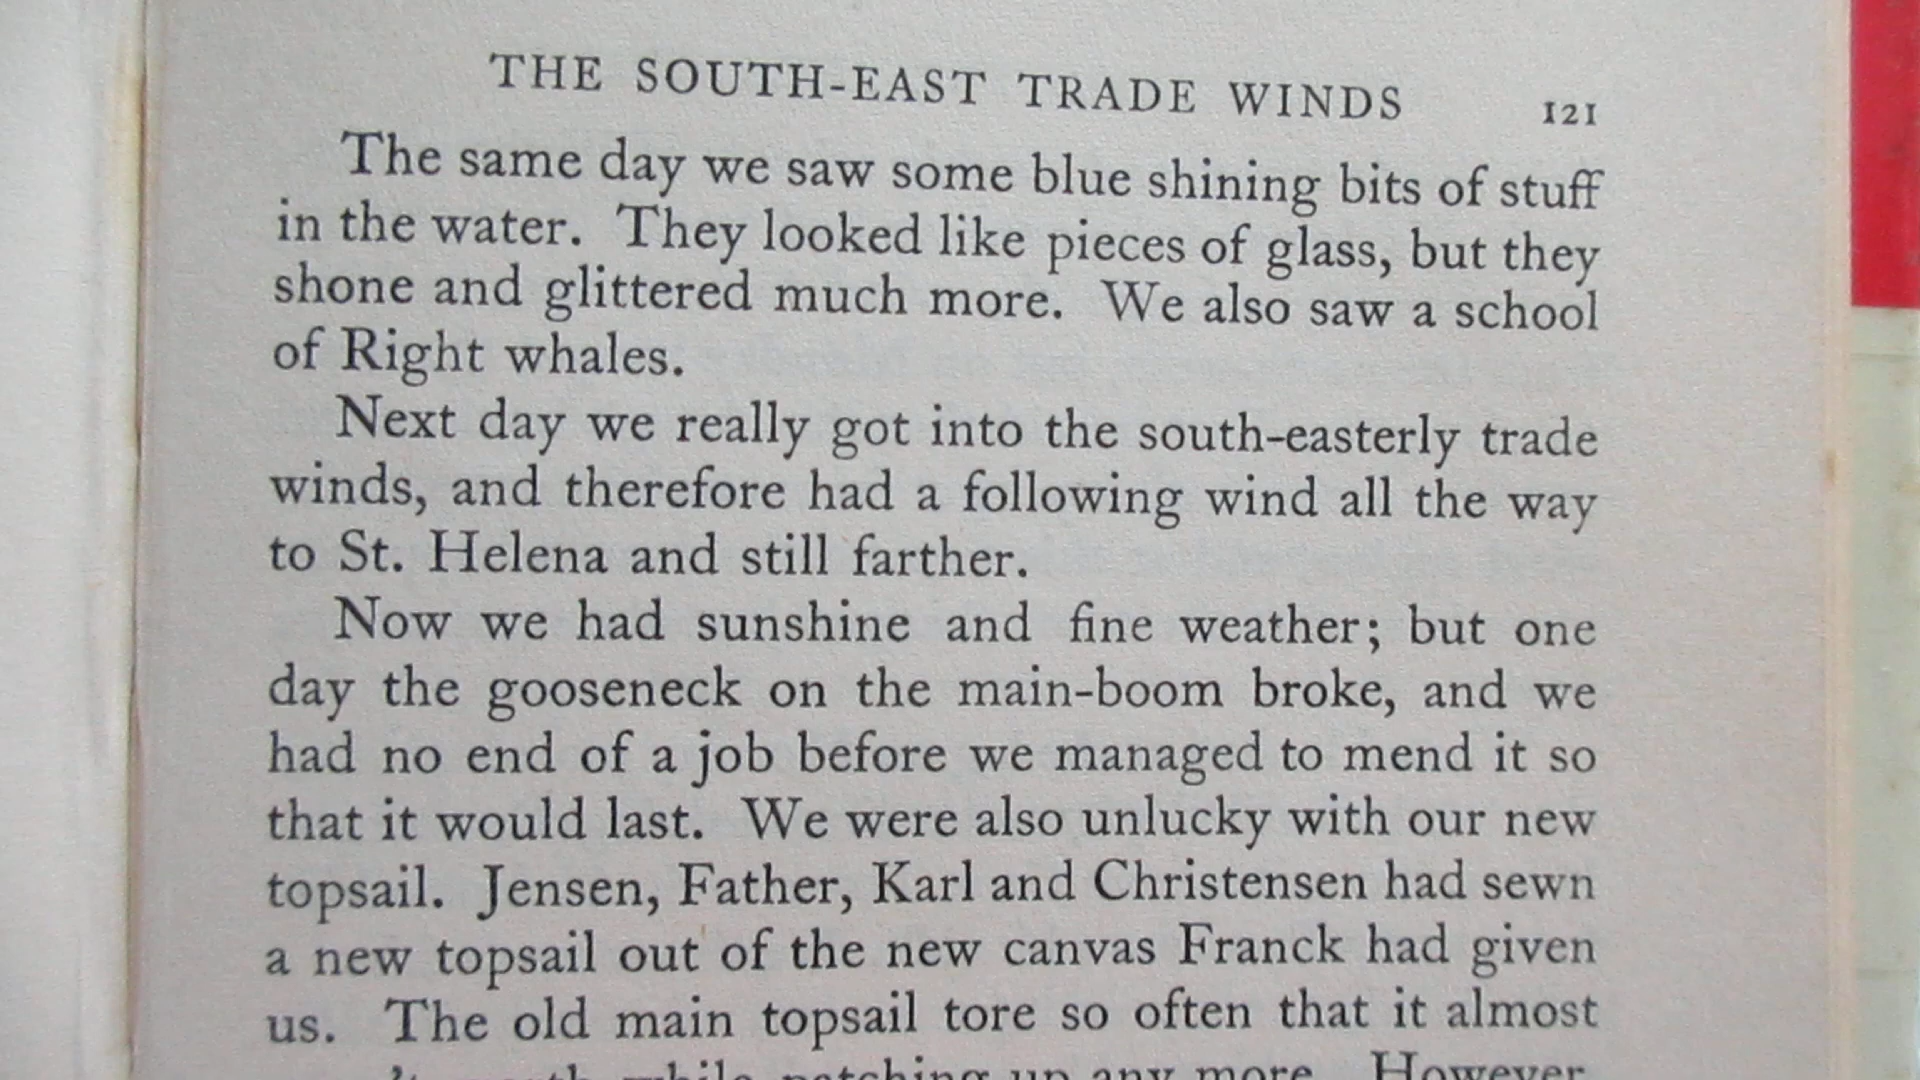 THE SOUTH-EAST TRADE WINDS 121
The same day we saw some blue shining bits of stuff
in the water. They looked like pieces of glass, but they
shone and glittered much more. We also saw a school
of Right whales.
Next day we really got into the south-easterly trade
winds, and therefore had a following wind all the way
to St. Helena and still farther.
Now we had sunshine and fine weather; but one
day the gooseneck on the main-boom broke, and we
had no end of a job before we managed to mend it so
that it would last. We were also unlucky with our new
topsail. Jensen, Father, Karl and Christensen had sewn
a new topsail out of the new canvas Franck had given
us. The old main topsail tore so often that it almost
while patching up any more. However,